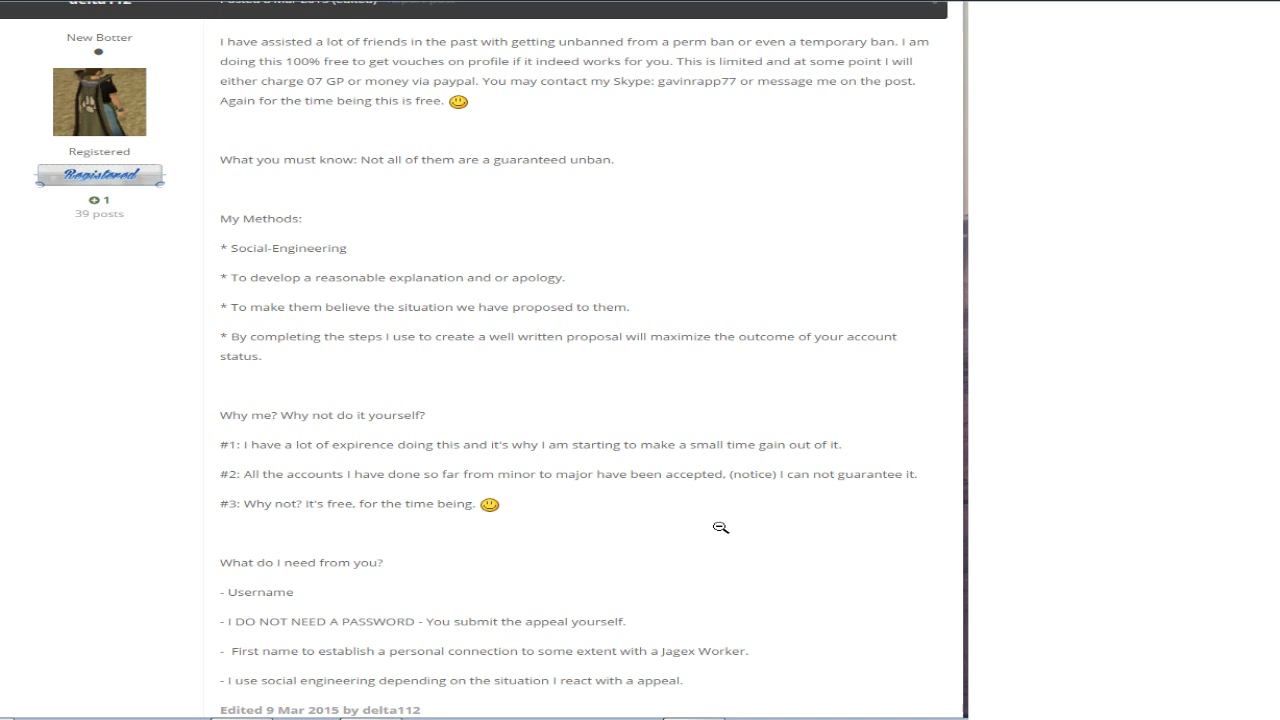 delta112
New Botter
Registered
Registered
1
39 posts
I have assisted a lot of friends in the past with getting unbanned from a perm ban or even a temporary ban. I am
doing this 100% free to get vouches on profile if it indeed works for you. This is limited and at some point I will
either charge 07 GP or money via paypal. You may contact my Skype: gavinrapp77 or message me on the post.
Again for the time being this is free.
What you must know: Not all of them are a guaranteed unban.
My Methods:
* Social-Engineering
* To develop a reasonable explanation and or apology.
* To make them believe the situation we have proposed to them.
* By completing the steps I use to create a well written proposal will maximize the outcome of your account
status.
Why me? Why not do it yourself?
#1: I have a lot of expirence doing this and it's why I am starting to make a small time gain out of it.
#2: All the accounts I have done so far from minor to major have been accepted, (notice) I can not guarantee it.
#3: Why not? It's free, for the time being.
What do I need from you?
- Username
- I DO NOT NEED A PASSWORD - You submit the appeal yourself.
- First name to establish a personal connection to some extent with a Jagex Worker.
- I use social engineering depending on the situation I react with a appeal.
Edited 9 Mar 2015 by delta112